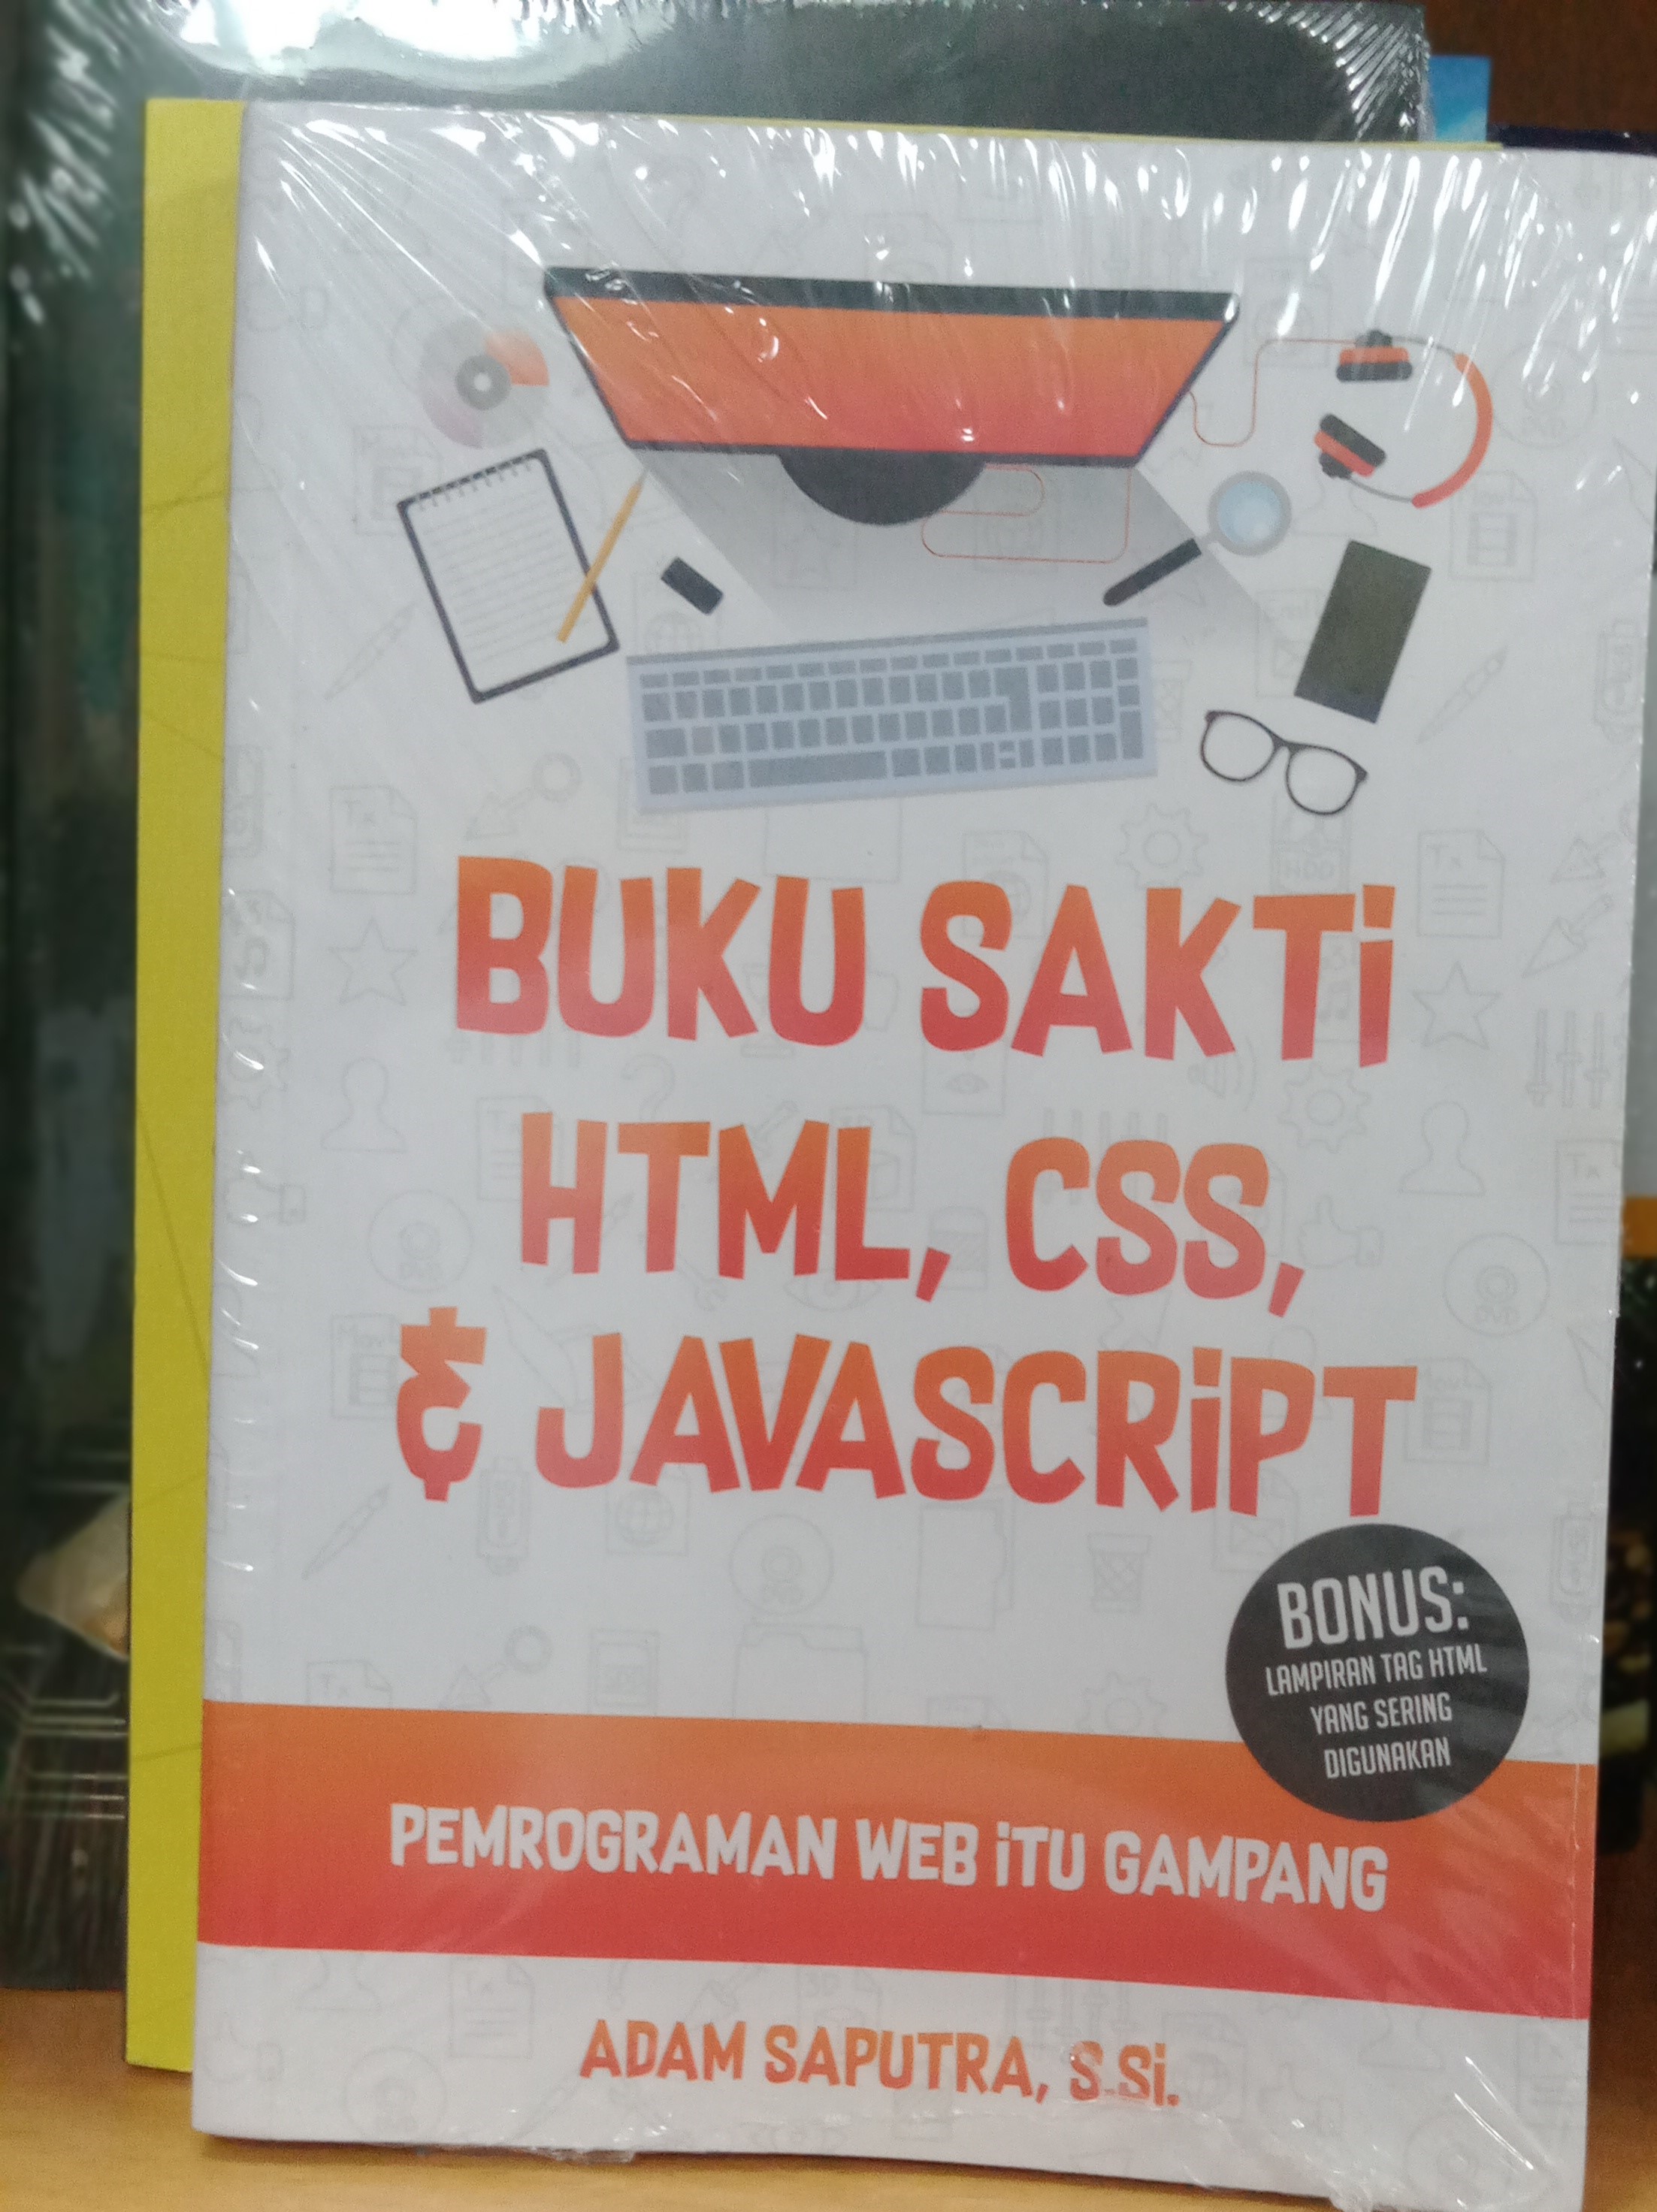 BUKU SAKTi
HTML, CSS,
& JAVASCRiPT
BONUS:
LAMPIRAN TAG HTML
YANG SERING
DIGUNAKAN
PEMROGRAMAN WEB iTU GAMPANG
ADAM SAPUTRA, S.Si.